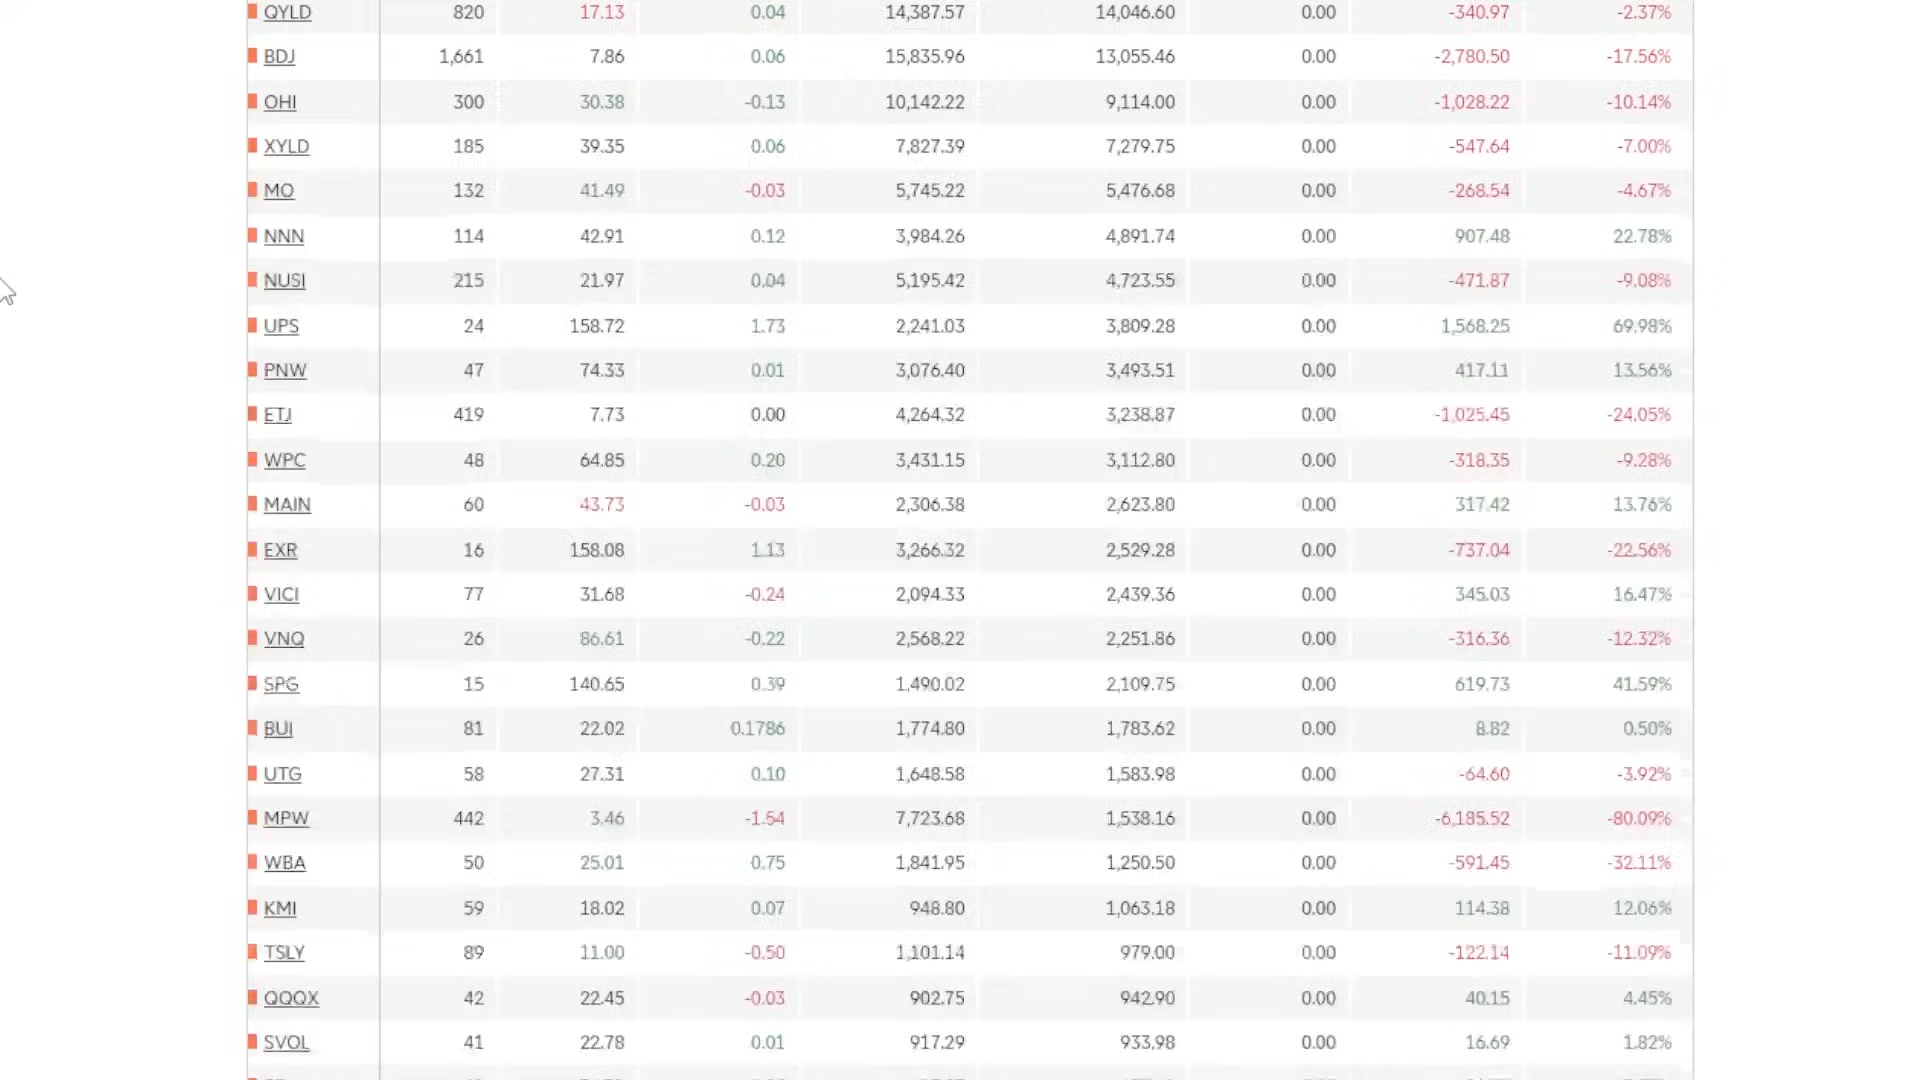 QYLD 820 17.13 0.04 14,387.57 14,046.60 0.00 -340.97 -2.37%
BDJ 1,661 7.86 0.06 15,835.96 13,055.46 0.00 -2,780.50 -17.56%
OHI 300 30.38 -0.13 10,142.22 9,114.00 0.00 -1,028.22 -10.14%
XYLD 185 39.35 0.06 7,827.39 7,279.75 0.00 -547.64 -7.00%
MO 132 41.49 -0.03 5,745.22 5,476.68 0.00 -268.54 -4.67%
NNN 114 42.91 0.12 3,984.26 4,891.74 0.00 907.48 22.78%
NUSI 215 21.97 0.04 5,195.42 4,723.55 0.00 -471.87 -9.08%
UPS 24 158.72 1.73 2,241.03 3,809.28 0.00 1,568.25 69.98%
PNW 47 74.33 0.01 3,076.40 3,493.51 0.00 417.11 13.56%
ETJ 419 7.73 0.00 4,264.32 3,238.87 0.00 -1,025.45 -24.05%
WPC 48 64.85 0.20 3,431.15 3,112.80 0.00 -318.35 -9.28%
MAIN 60 43.73 -0.03 2,306.38 2,623.80 0.00 317.42 13.76%
EXR 16 158.08 1.13 3,266.32 2,529.28 0.00 -737.04 -22.56%
VICI 77 31.68 -0.24 2,094.33 2,439.36 0.00 345.03 16.47%
VNQ 26 86.61 -0.22 2,568.22 2,251.86 0.00 -316.36 -12.32%
SPG 15 140.65 0.39 1,490.02 2,109.75 0.00 619.73 41.59%
BUI 81 22.02 0.1786 1,774.80 1,783.62 0.00 8.82 0.50%
UTG 58 27.31 0.10 1,648.58 1,583.98 0.00 -64.60 -3.92%
MPW 442 3.46 -1.54 7,723.68 1,538.16 0.00 -6,185.52 -80.09%
WBA 50 25.01 0.75 1,841.95 1,250.50 0.00 -591.45 -32.11%
KMI 59 18.02 0.07 948.80 1,063.18 0.00 114.38 12.06%
TSLY 89 11.00 -0.50 1,101.14 979.00 0.00 -122.14 -11.09%
QQQX 42 22.45 -0.03 902.75 942.90 0.00 40.15 4.45%
SVOL 41 22.78 0.01 917.29 933.98 0.00 16.69 1.82%